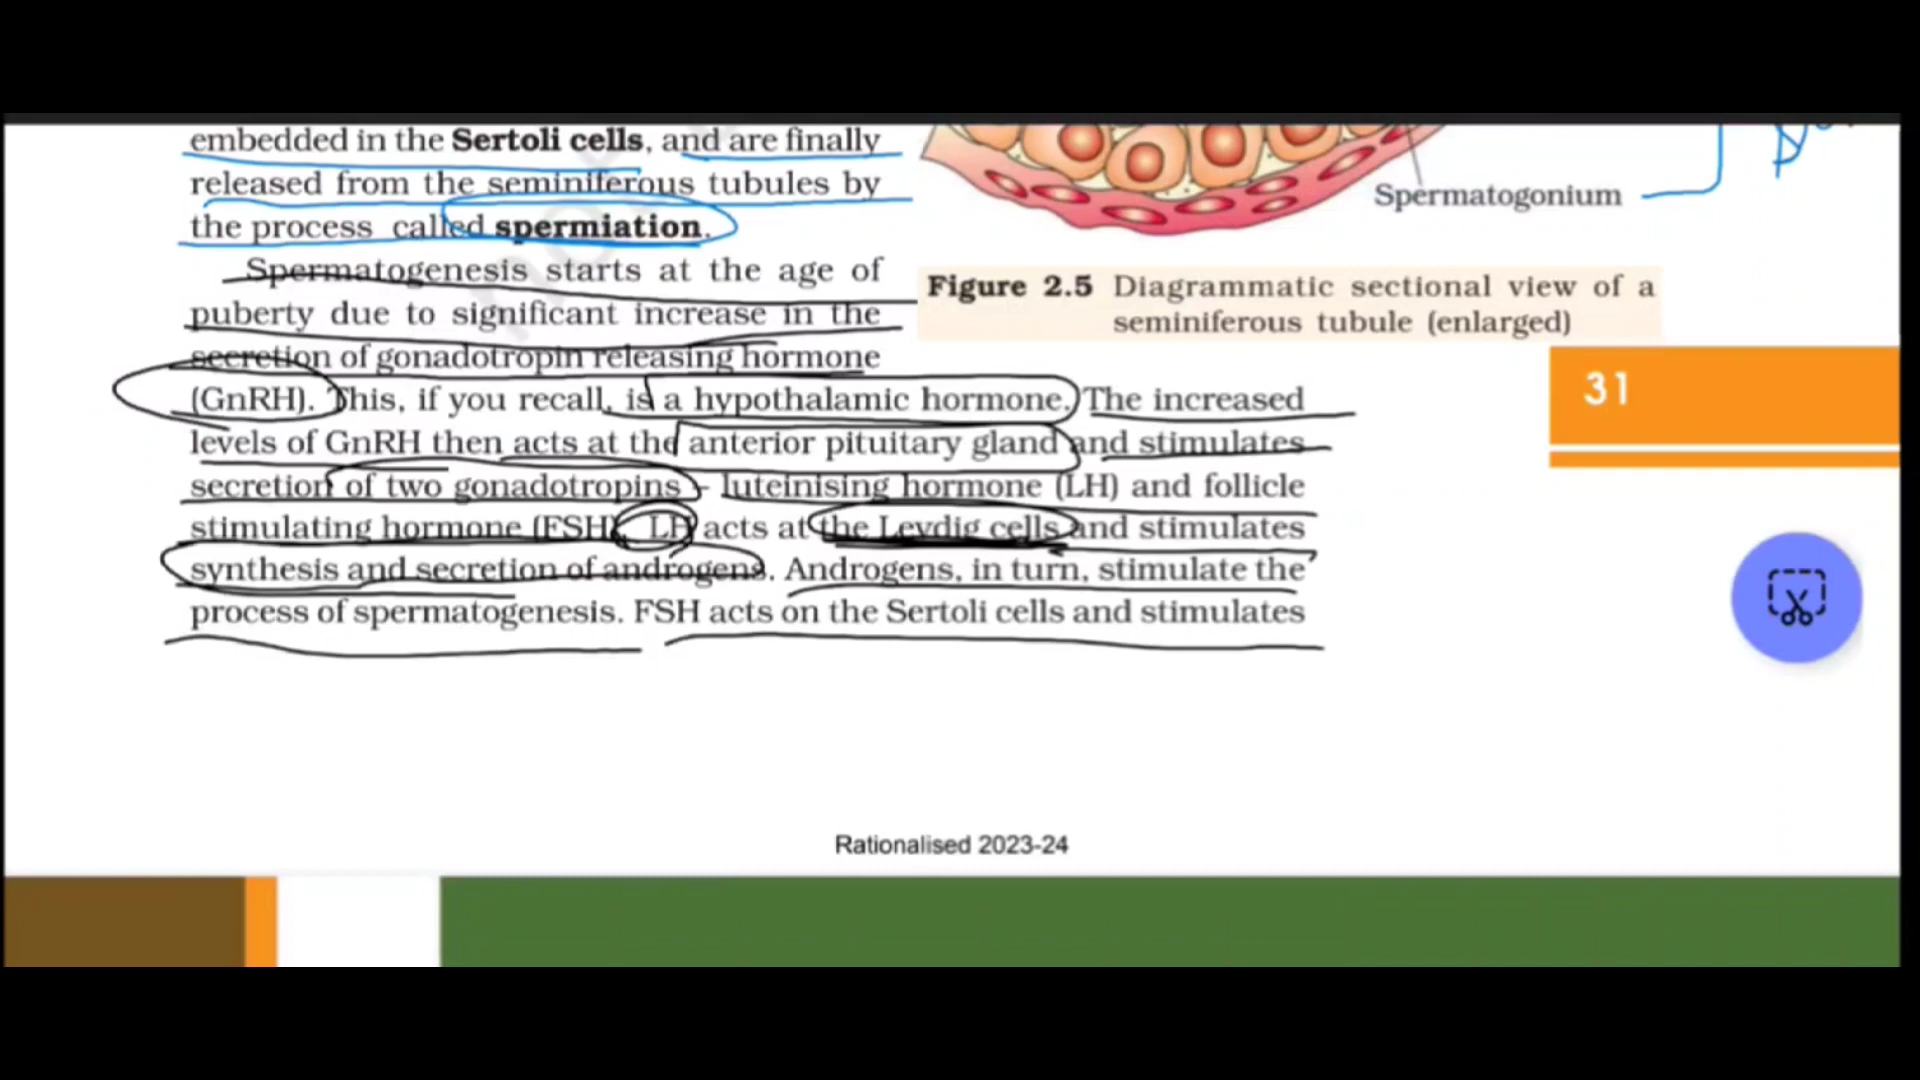 embedded in the Sertoli cells, and are finally
released from the seminiferous tubules by
the process called spermiation.
Spermatogenesis starts at the age of
puberty due to significant increase in the
secretion of gonadotropin releasing hormone
(GnRH). This, if you recall, is a hypothalamic hormone. The increased
levels of GnRH then acts at the anterior pituitary gland and stimulates
secretion of two gonadotropins – luteinising hormone (LH) and follicle
stimulating hormone (FSH). LH acts at the Leydig cells and stimulates
synthesis and secretion of androgens. Androgens, in turn, stimulate the
process of spermatogenesis. FSH acts on the Sertoli cells and stimulates
Spermatogonium
Figure 2.5 Diagrammatic sectional view of a
seminiferous tubule (enlarged)
31
Rationalised 2023-24